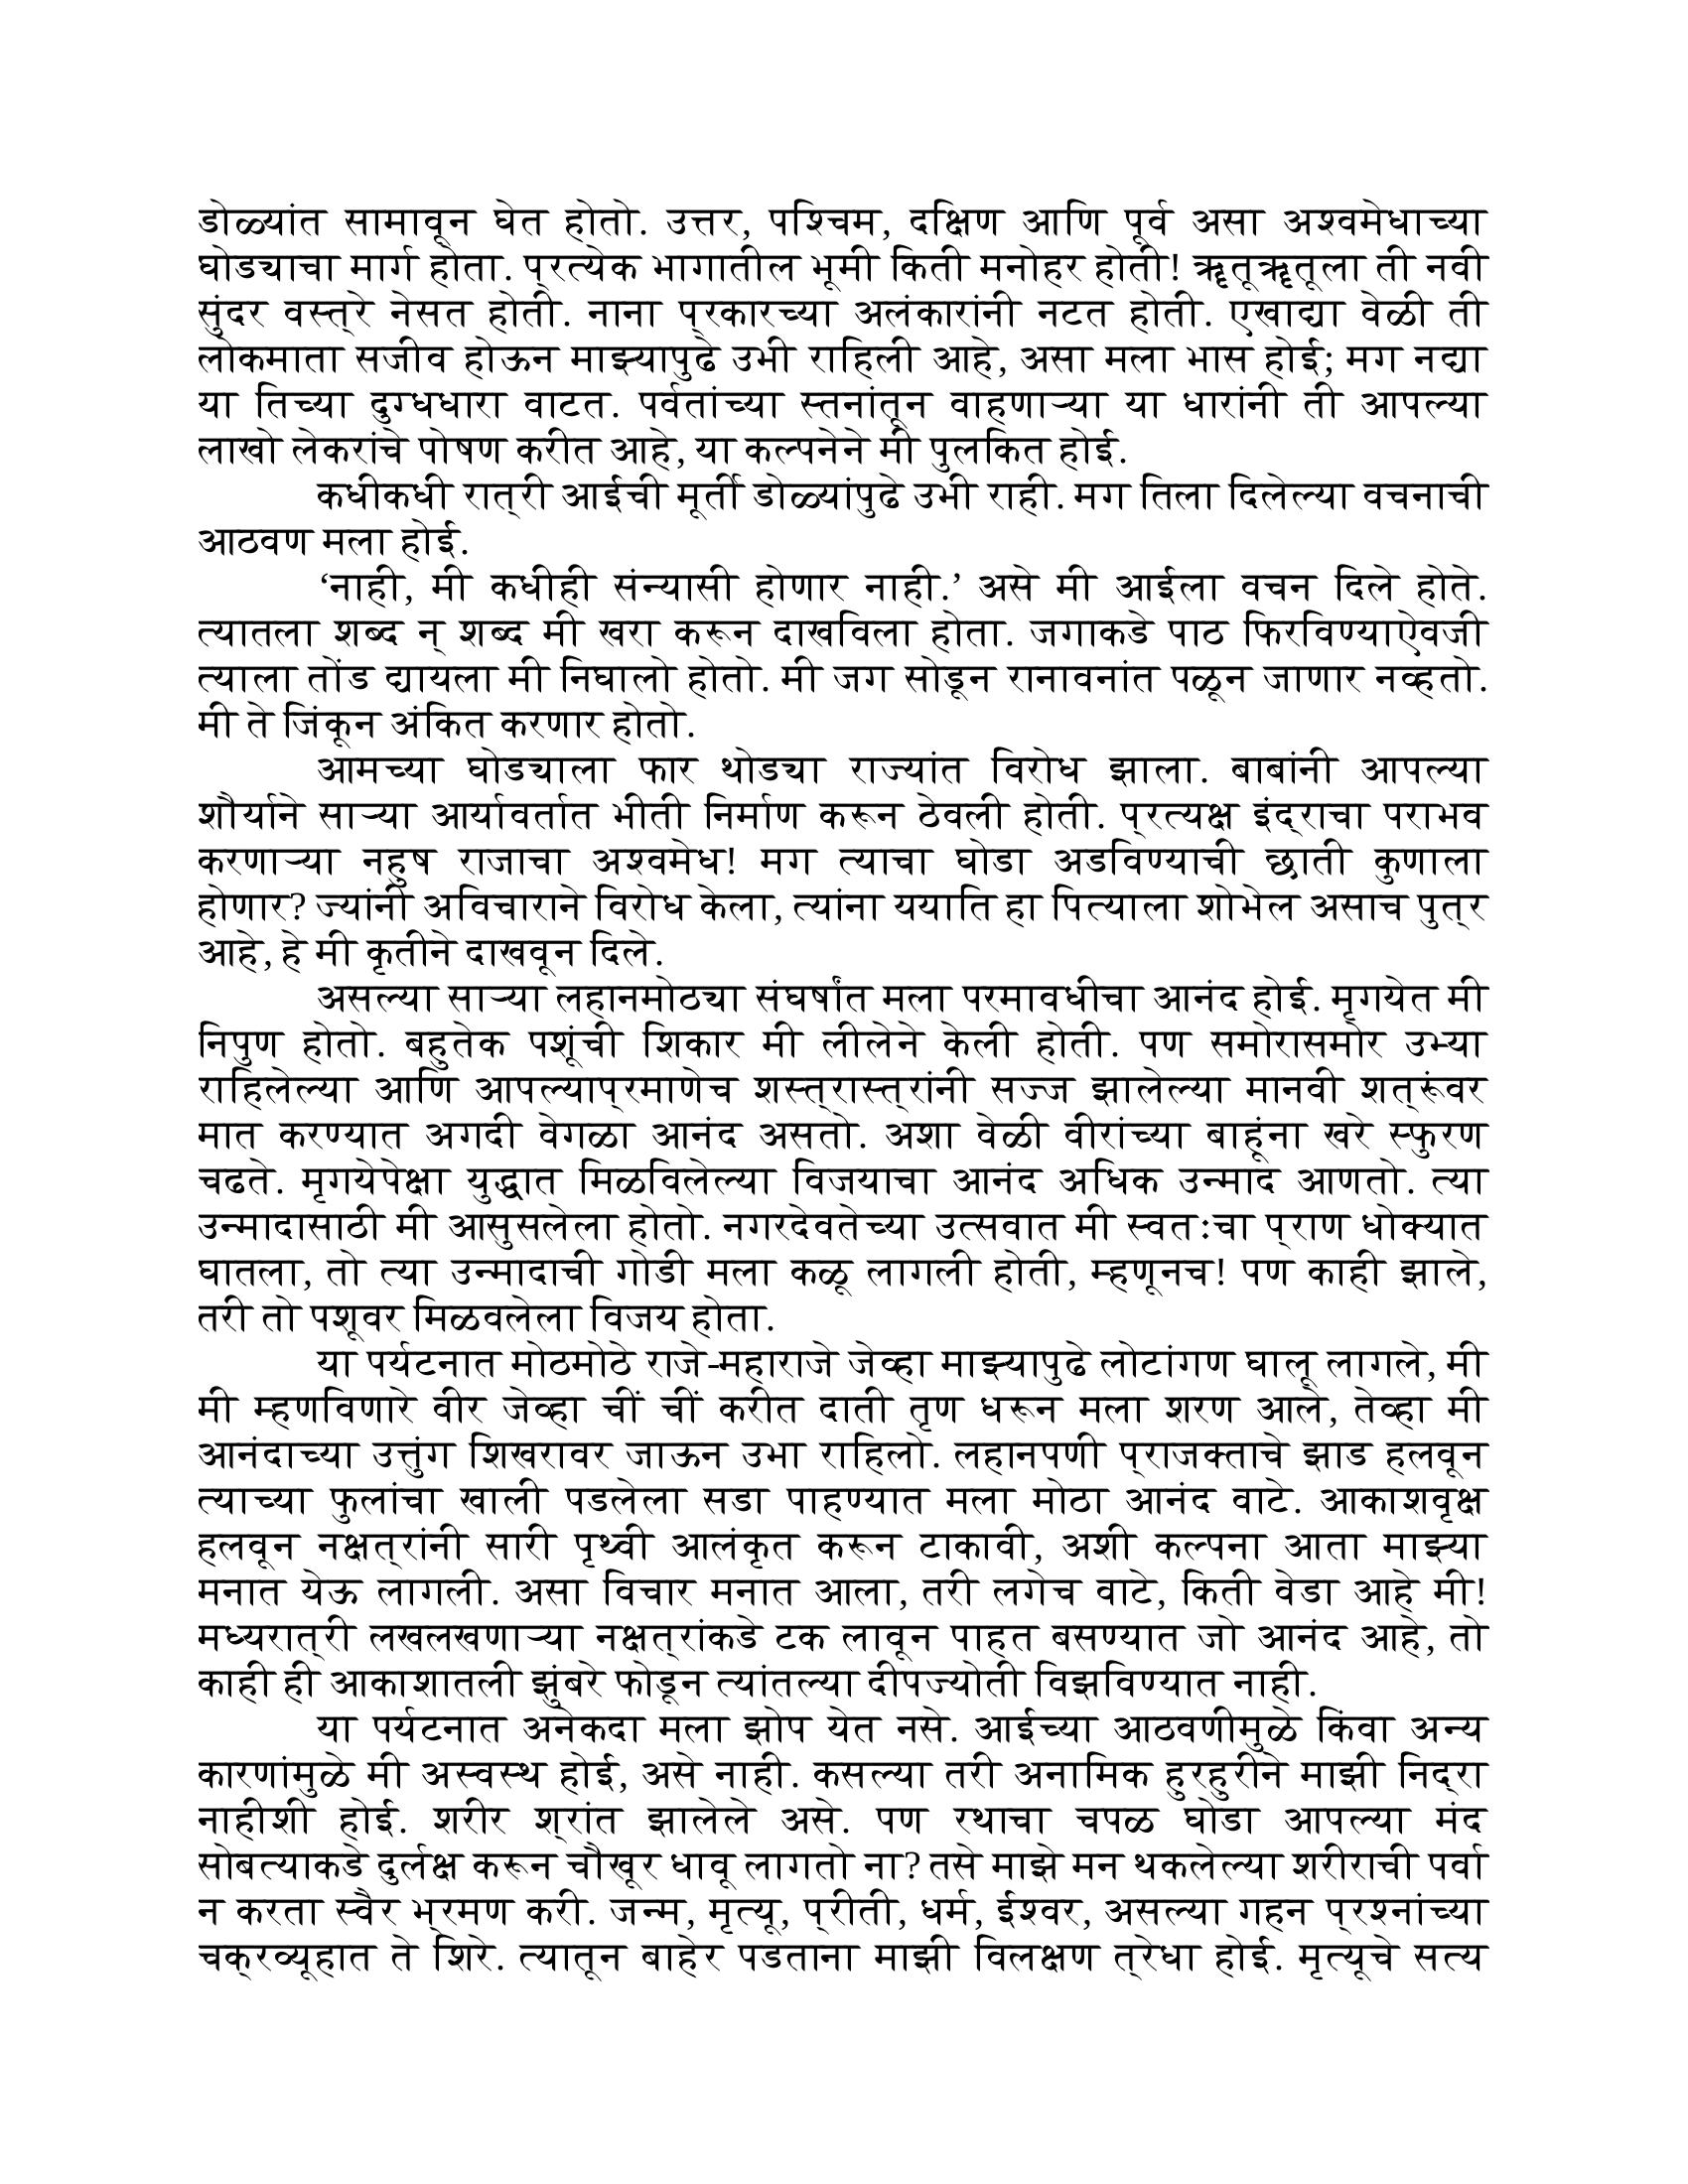 डोळ्यांत सामावून घेत होतो. उत्तर, पश्चिम, दक्षिण आणि पूर्व असा अश्वमेधाच्या
घोड्याचा मार्ग होता. प्रत्येक भागातील भूमी किती मनोहर होती! ॠतूॠतूला ती नवी
सुंदर वस्त्रे नेसत होती. नाना प्रकारच्या अलंकारांनी नटत होती. एखाद्या वेळी ती
लोकमाता सजीव होऊन माझ्यापुढे उभी राहिली आहे, असा मला भास होई; मग नद्या
या तिच्या दुग्धधारा वाटत. पर्वतांच्या स्तनांतून वाहणाऱ्या या धारांनी ती आपल्या
लाखो लेकरांचे पोषण करीत आहे, या कल्पनेने मी पुलकित होई.
कधीकधी रात्री आईची मूर्ती डोळ्यांपुढे उभी राही. मग तिला दिलेल्या वचनाची
आठवण मला होई.
‘नाही, मी कधीही संन्यासी होणार नाही.’ असे मी आईला वचन दिले होते.
त्यातला शब्द न् शब्द मी खरा करून दाखविला होता. जगाकडे पाठ फिरविण्याऐवजी
त्याला तोंड द्यायला मी निघालो होतो. मी जग सोडून रानावनांत पळून जाणार नव्हतो.
मी ते जिंकून अंकित करणार होतो.
आमच्या घोड्याला फार थोड्या राज्यांत विरोध झाला. बाबांनी आपल्या
शौर्याने साऱ्या आर्यावर्तात भीती निर्माण करून ठेवली होती. प्रत्यक्ष इंद्राचा पराभव
करणाऱ्या नहुष राजाचा अश्वमेध! मग त्याचा घोडा अडविण्याची छाती कुणाला
होणार? ज्यांनी अविचाराने विरोध केला, त्यांना ययाति हा पित्याला शोभेल असाच पुत्र
आहे, हे मी कृतीने दाखवून दिले.
असल्या साऱ्या लहानमोठ्या संघर्षांत मला परमावधीचा आनंद होई. मृगयेत मी
निपुण होतो. बहुतेक पशूंची शिकार मी लीलेने केली होती. पण समोरासमोर उभ्या
राहिलेल्या आणि आपल्याप्रमाणेच शस्त्रास्त्रांनी सज्ज झालेल्या मानवी शत्रूंवर
मात करण्यात अगदी वेगळा आनंद असतो. अशा वेळी वीरांच्या बाहूंना खरे स्फुरण
चढते. मृगयेपेक्षा युद्धात मिळविलेल्या विजयाचा आनंद अधिक उन्माद आणतो. त्या
उन्मादासाठी मी आसुसलेला होतो. नगरदेवतेच्या उत्सवात मी स्वतःचा प्राण धोक्यात
घातला, तो त्या उन्मादाची गोडी मला कळू लागली होती, म्हणूनच! पण काही झाले,
तरी तो पशूवर मिळवलेला विजय होता.
या पर्यटनात मोठमोठे राजे-महाराजे जेव्हा माझ्यापुढे लोटांगण घालू लागले, मी
मी म्हणविणारे वीर जेव्हा चीं चीं करीत दाती तृण धरून मला शरण आले, तेव्हा मी
आनंदाच्या उत्तुंग शिखरावर जाऊन उभा राहिलो. लहानपणी प्राजक्ताचे झाड हलवून
त्याच्या फुलांचा खाली पडलेला सडा पाहण्यात मला मोठा आनंद वाटे. आकाशवृक्ष
हलवून नक्षत्रांनी सारी पृथ्वी आलंकृत करून टाकावी, अशी कल्पना आता माझ्या
मनात येऊ लागली. असा विचार मनात आला, तरी लगेच वाटे, किती वेडा आहे मी!
मध्यरात्री लखलखणाऱ्या नक्षत्रांकडे टक लावून पाहत बसण्यात जो आनंद आहे, तो
काही ही आकाशातली झुंबरे फोडून त्यांतल्या दीपज्योती विझविण्यात नाही.
या पर्यटनात अनेकदा मला झोप येत नसे. आईच्या आठवणीमुळे किंवा अन्य
कारणांमुळे मी अस्वस्थ होई, असे नाही. कसल्या तरी अनामिक हुरहुरीने माझी निद्रा
नाहीशी होई. शरीर श्रांत झालेले असे. पण रथाचा चपळ घोडा आपल्या मंद
सोबत्याकडे दुर्लक्ष करून चौखूर धावू लागतो ना? तसे माझे मन थकलेल्या शरीराची पर्वा
न करता स्वैर भ्रमण करी. जन्म, मृत्यू, प्रीती, धर्म, ईश्वर, असल्या गहन प्रश्नांच्या
चक्रव्यूहात ते शिरे. त्यातून बाहेर पडताना माझी विलक्षण त्रेधा होई. मृत्यूचे सत्य